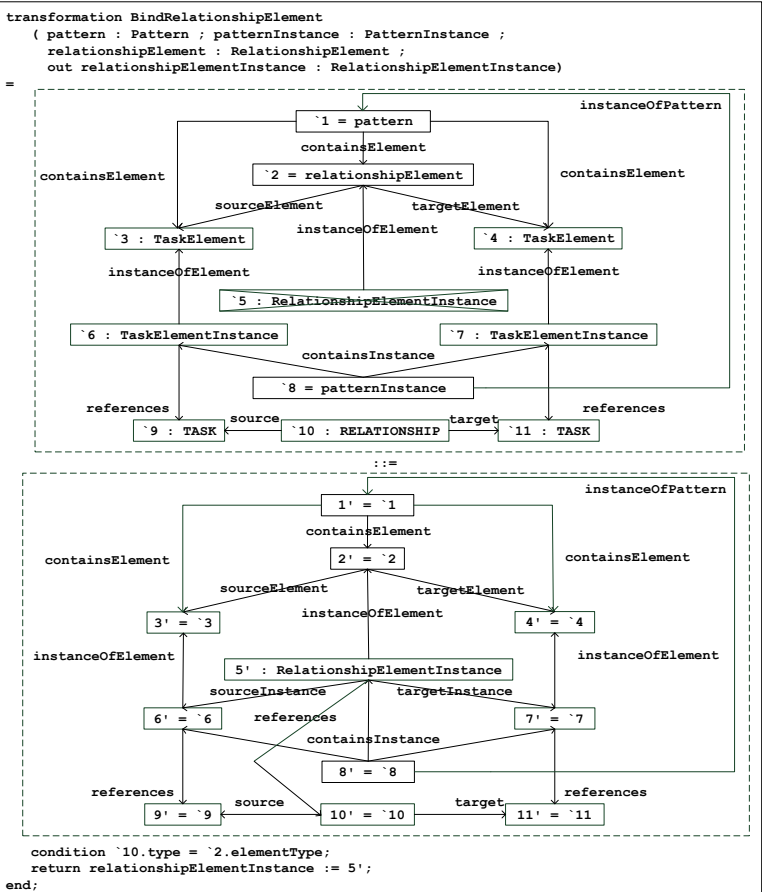 transformation BindRelationshipElement
( pattern : Pattern ; patternInstance : PatternInstance ;
relationshipElement : RelationshipElement ;
out relationshipElementInstance : RelationshipElementInstance)
=
instanceOfPattern
`1 = pattern
containsElement
containsElement
containsElement
`2 = relationshipElement
sourceElement
targetElement
instanceOfElement
`3 : TaskElement
`4 : TaskElement
instanceOfElement
instanceOfElement
`5 : RelationshipElementInstance
`6 : TaskElementInstance
`7 : TaskElementInstance
containsInstance
`8 = patternInstance
references
references
source
target
`9 : TASK
`10 : RELATIONSHIP
`11 : TASK
::=
instanceOfPattern
1' = `1
containsElement
containsElement
containsElement
2' = `2
sourceElement
targetElement
instanceOfElement
3' = `3
4' = `4
instanceOfElement
instanceOfElement
5' : RelationshipElementInstance
sourceInstance
targetInstance
6' = `6
references
7' = `7
containsInstance
8' = `8
references
references
source
target
9' = `9
10' = `10
11' = `11
condition `10.type = `2.elementType;
return relationshipElementInstance := 5';
end;